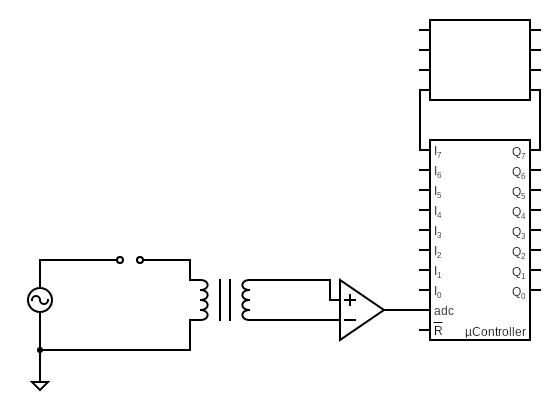 I₇ Q₇
I₆ Q₆
I₅ Q₅
I₄ Q₄
I₃ Q₃
I₂ Q₂
I₁ Q₁
I₀ Q₀
adc
R̅ µController